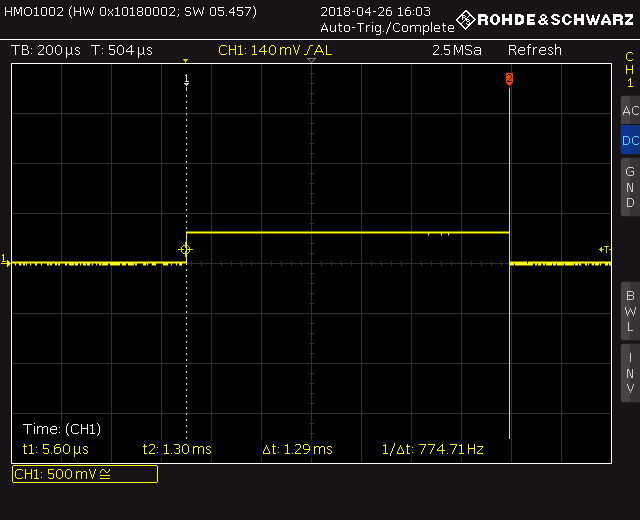 HMO1002 (HW 0x10180002; SW 05.457)
2018-04-26 16:03
Auto-Trig./Complete
ROHDE&SCHWARZ
TB: 200 µs T: 504 µs CH1: 140 mV / AL 2.5 MSa Refresh
CH1
AC
DC
GND
BWL
INV
1
2
1
T
Time: (CH1)
t1: 5.60 µs t2: 1.30 ms Δt: 1.29 ms 1/Δt: 774.71 Hz
CH1: 500 mV ≅